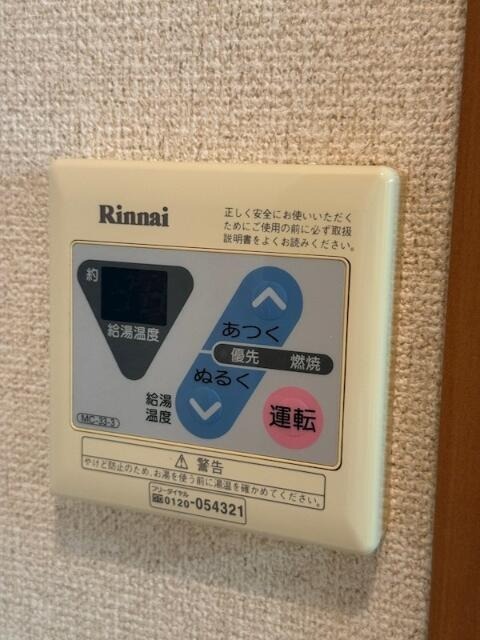 Rinnai
正しく安全にお使いいただく
ためにご使用の前に必ず取扱
説明書をよくお読みください。
約
給湯温度
あつく
優先 燃焼
ぬるく
給湯
温度
運転
MC-33-3
警告
やけど防止のため、お湯を使う前に湯温を確かめてください。
フリーダイヤル
0120-054321